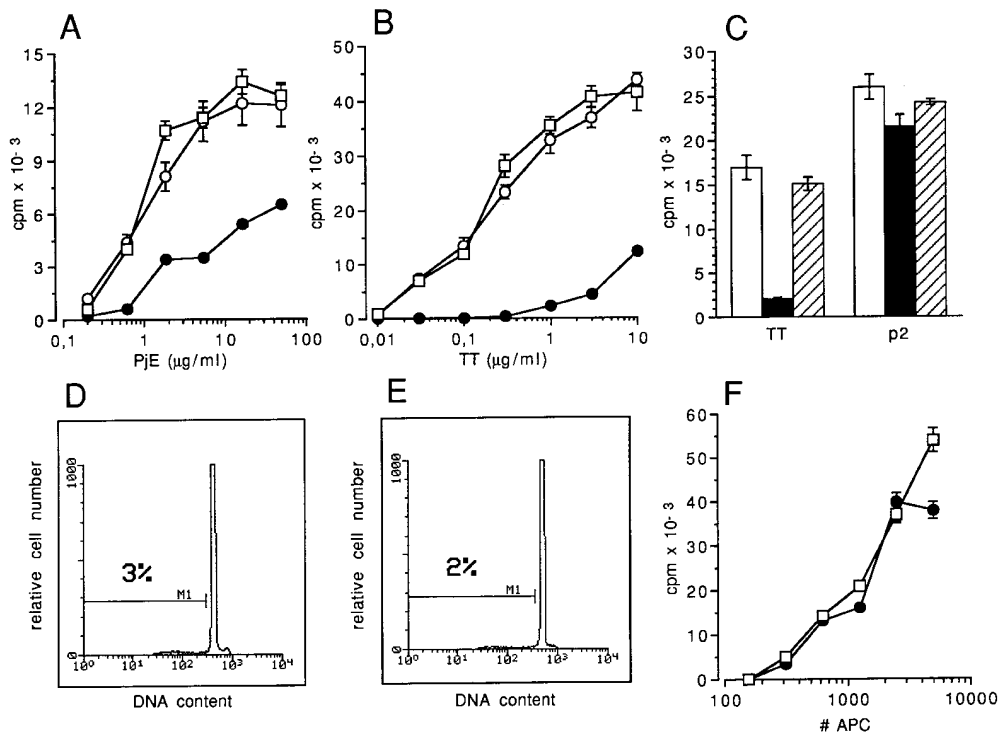 A
cpm x 10⁻³
15
12
9
6
3
0
0,1 1 10 100
PjE (µg/ml)
B
cpm x 10⁻³
50
40
30
20
10
0
0,01 0,1 1 10
TT (µg/ml)
C
cpm x 10⁻³
30
25
20
15
10
5
0
TT p2
D
relative cell number
1000
0
3%
M1
10⁰ 10¹ 10² 10³ 10⁴
DNA content
E
relative cell number
1000
0
2%
M1
10⁰ 10¹ 10² 10³ 10⁴
DNA content
F
cpm x 10⁻³
60
50
40
30
20
10
0
100 1000 10000
# APC